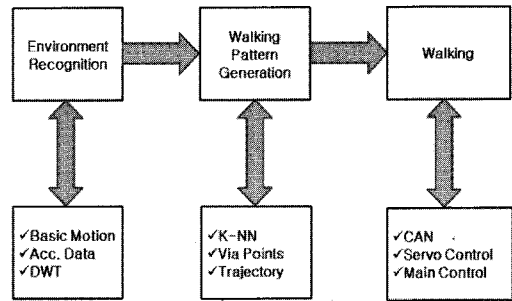 Environment
Recognition
Walking
Pattern
Generation
Walking
✓Basic Motion
✓Acc. Data
✓DWT
✓K-NN
✓Via Points
✓Trajectory
✓CAN
✓Servo Control
✓Main Control